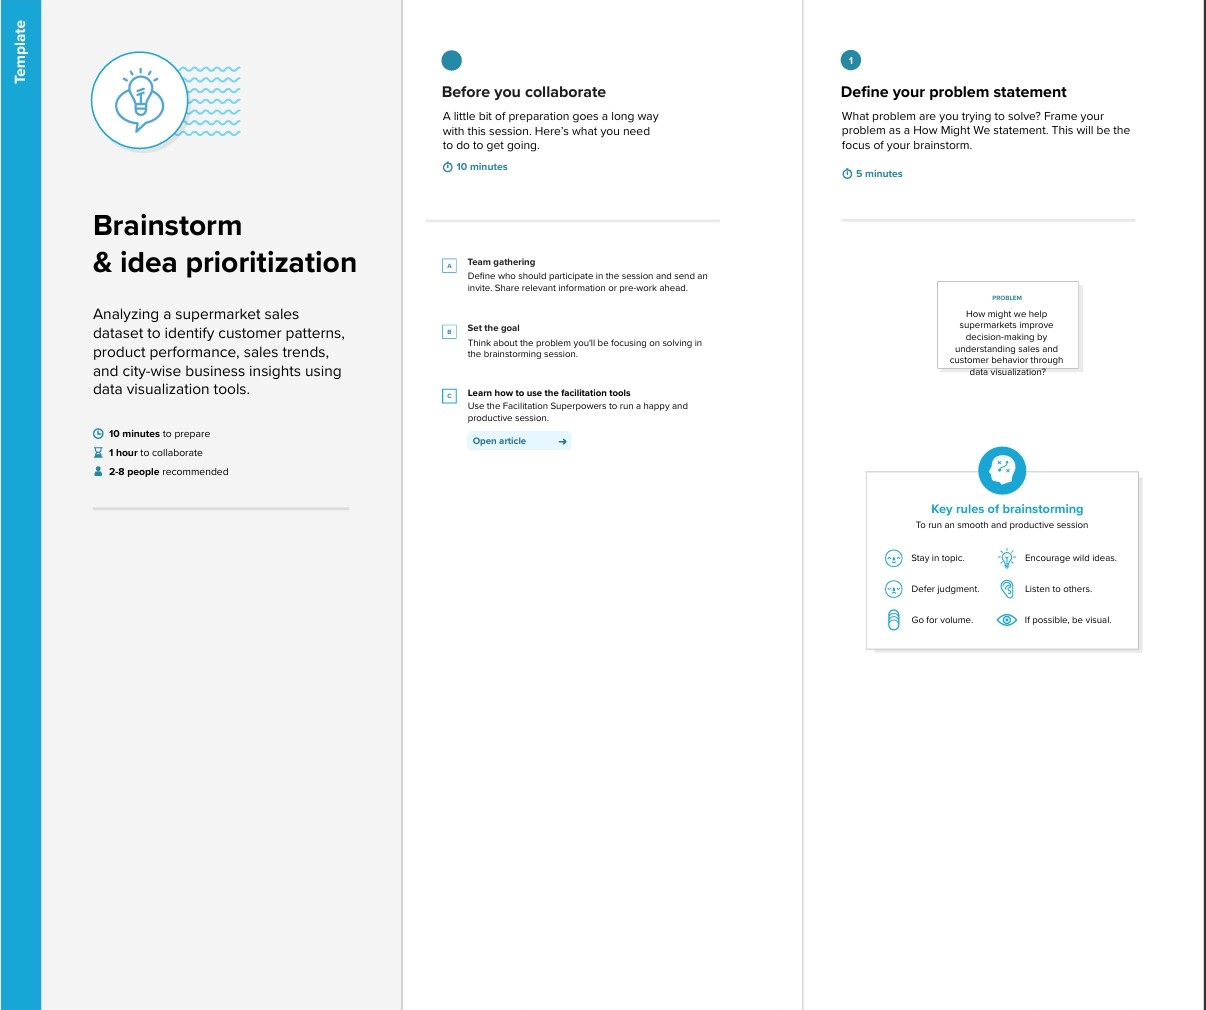 Template
Brainstorm
& idea prioritization
Analyzing a supermarket sales
dataset to identify customer patterns,
product performance, sales trends,
and city-wise business insights using
data visualization tools.
10 minutes to prepare
1 hour to collaborate
2-8 people recommended
Before you collaborate
A little bit of preparation goes a long way
with this session. Here's what you need
to do to get going.
10 minutes
A
Team gathering
Define who should participate in the session and send an
invite. Share relevant information or pre-work ahead.
B
Set the goal
Think about the problem you'll be focusing on solving in
the brainstorming session.
C
Learn how to use the facilitation tools
Use the Facilitation Superpowers to run a happy and
productive session.
Open article
1
Define your problem statement
What problem are you trying to solve? Frame your
problem as a How Might We statement. This will be the
focus of your brainstorm.
5 minutes
PROBLEM
How might we help
supermarkets improve
decision-making by
understanding sales and
customer behavior through
data visualization?
Key rules of brainstorming
To run an smooth and productive session
Stay in topic.
Encourage wild ideas.
Defer judgment.
Listen to others.
Go for volume.
If possible, be visual.